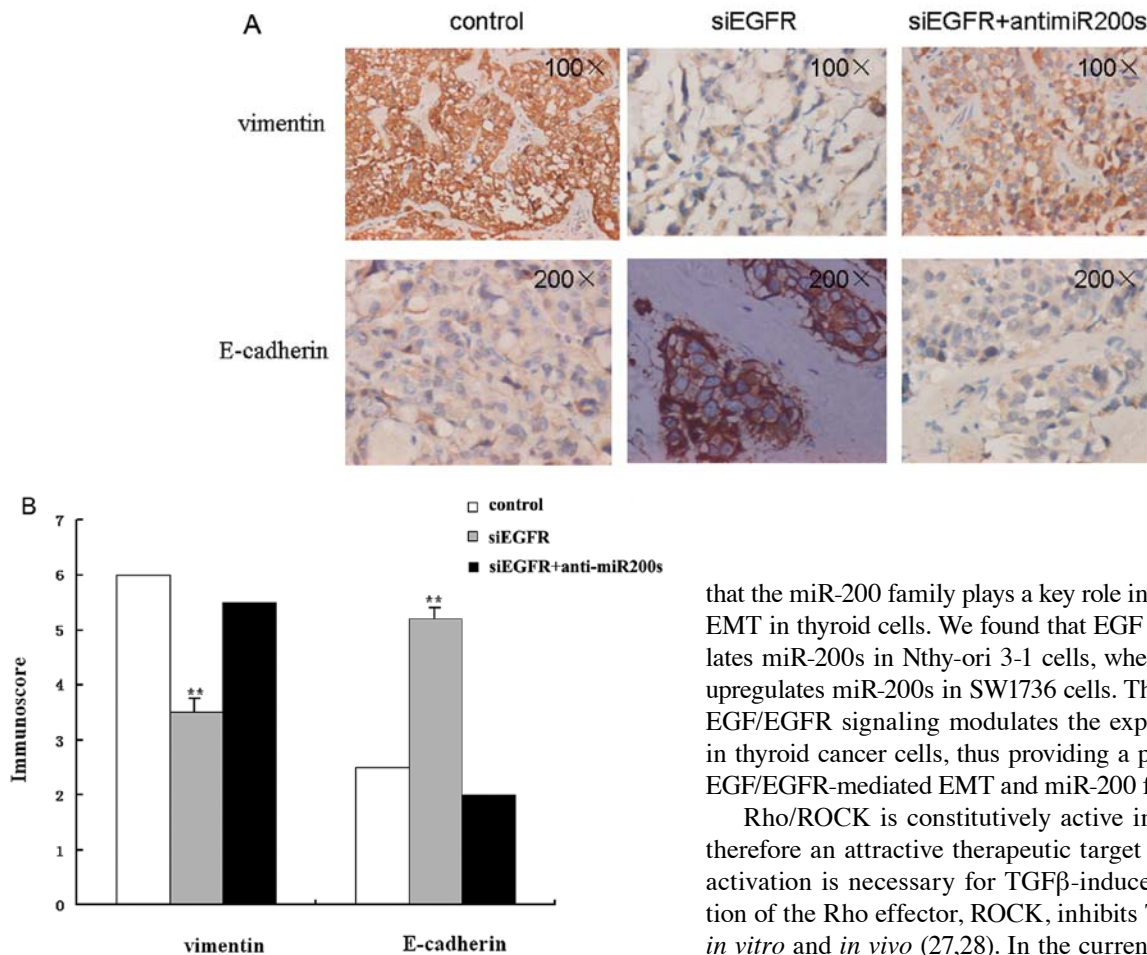 A
control siEGFR siEGFR+antimiR200s
vimentin
100× 100× 100×
E-cadherin
200× 200× 200×
B
control
siEGFR
siEGFR+anti-miR200s
Immunoscore
7
6
5
4
3
2
1
0
**
**
vimentin E-cadherin
that the miR-200 family plays a key role in
EMT in thyroid cells. We found that EGF
lates miR-200s in Nthy-ori 3-1 cells, whe
upregulates miR-200s in SW1736 cells. Th
EGF/EGFR signaling modulates the exp
in thyroid cancer cells, thus providing a p
EGF/EGFR-mediated EMT and miR-200 f
Rho/ROCK is constitutively active in
therefore an attractive therapeutic target
activation is necessary for TGFβ-induce
tion of the Rho effector, ROCK, inhibits T
in vitro and in vivo (27,28). In the curren